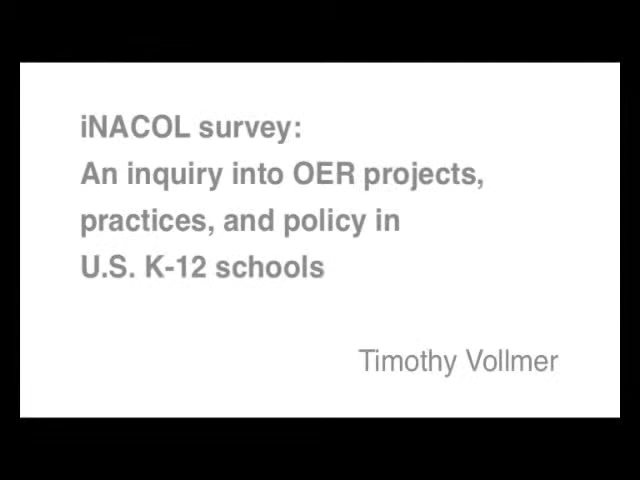 iNACOL survey:
An inquiry into OER projects,
practices, and policy in
U.S. K-12 schools
Timothy Vollmer